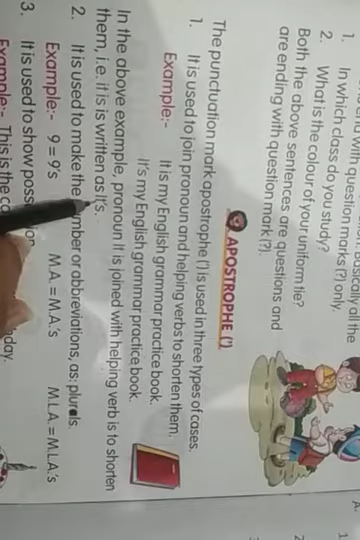 with question marks (?) only.
1. In which class do you study?
2. What is the colour of your uniform tie?
Both the above sentences are questions and
are ending with question mark (?).
APOSTROPHE (')
The punctuation mark apostrophe (') is used in three types of cases.
1. It is used to join pronoun and helping verbs to shorten them.
Example:- It is my English grammar practice book.
It's my English grammar practice book.
In the above example, pronoun It is joined with helping verb is to shorten
them, i.e. it is is written as It's.
2. It is used to make the number or abbreviations, as: plurals.
Example:- 9 = 9's M.A. = M.A.'s M.L.A. = M.L.A.'s
3. It is used to show
Example:- This is the
day.